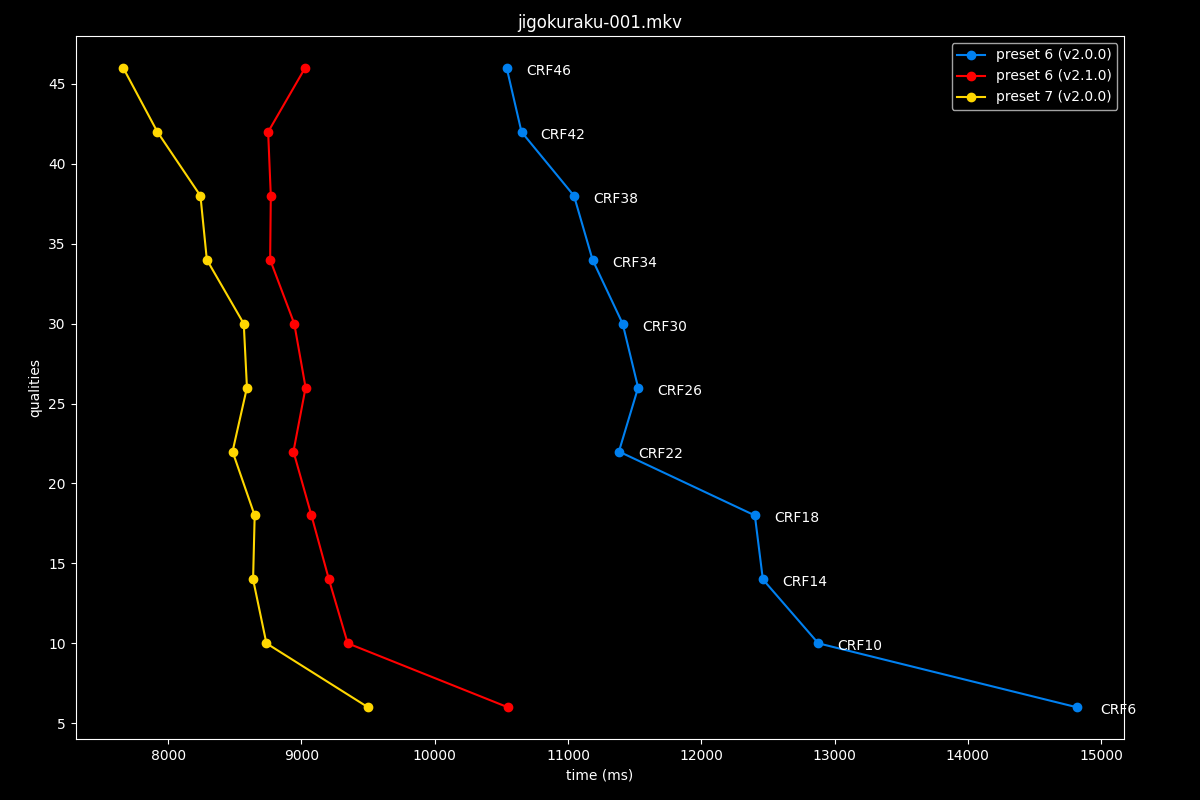 jigokuraku-001.mkv
preset 6 (v2.0.0)
preset 6 (v2.1.0)
preset 7 (v2.0.0)
CRF46
CRF42
CRF38
CRF34
CRF30
CRF26
CRF22
CRF18
CRF14
CRF10
CRF6
45
40
35
30
25
20
15
10
5
qualities
8000 9000 10000 11000 12000 13000 14000 15000
time (ms)